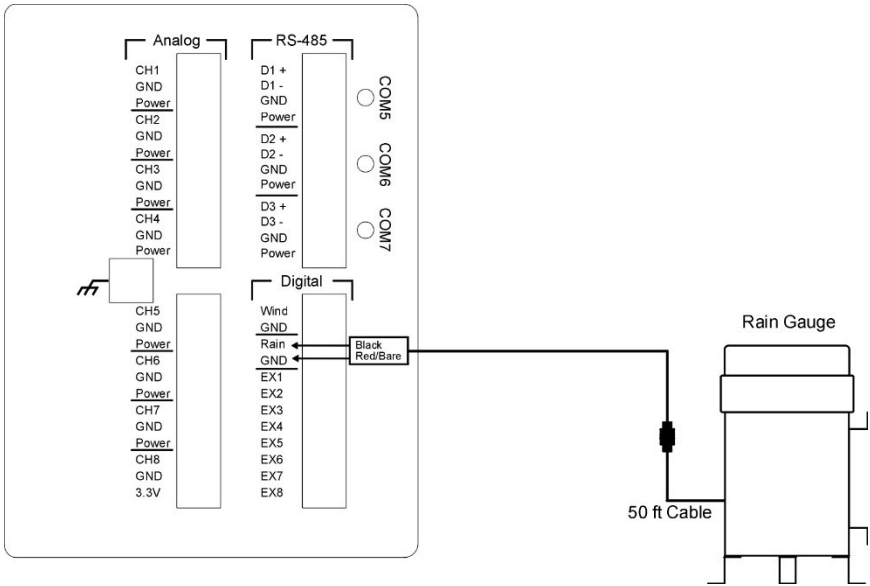 Analog
CH1
GND
Power
CH2
GND
Power
CH3
GND
Power
CH4
GND
Power
CH5
GND
Power
CH6
GND
Power
CH7
GND
Power
CH8
GND
3.3V
RS-485
D1 +
D1 -
GND
Power
D2 +
D2 -
GND
Power
D3 +
D3 -
GND
Power
COM5
COM6
COM7
Digital
Wind
GND
Rain
GND
EX1
EX2
EX3
EX4
EX5
EX6
EX7
EX8
Black
Red/Bare
Rain Gauge
50 ft Cable